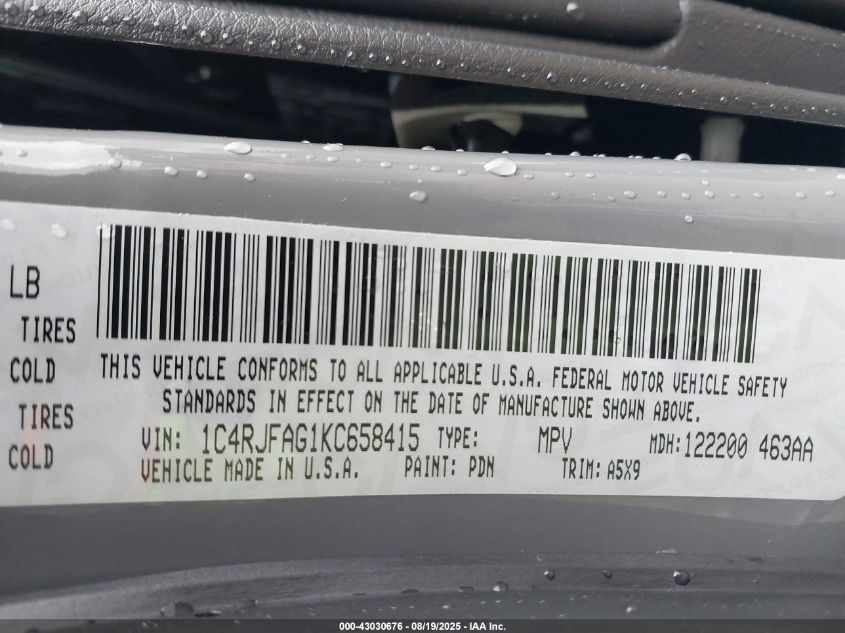 LB
TIRES
COLD
THIS VEHICLE CONFORMS TO ALL APPLICABLE U.S.A. FEDERAL MOTOR VEHICLE SAFETY
STANDARDS IN EFFECT ON THE DATE OF MANUFACTURE SHOWN ABOVE.
TIRES
VIN: 1C4RJFAG1KC658415 TYPE: MPV MDH:122200 463AA
COLD
VEHICLE MADE IN U.S.A. PAINT: PDN TRIM: A5X9
000-43030676 - 08/19/2025 - IAA Inc.